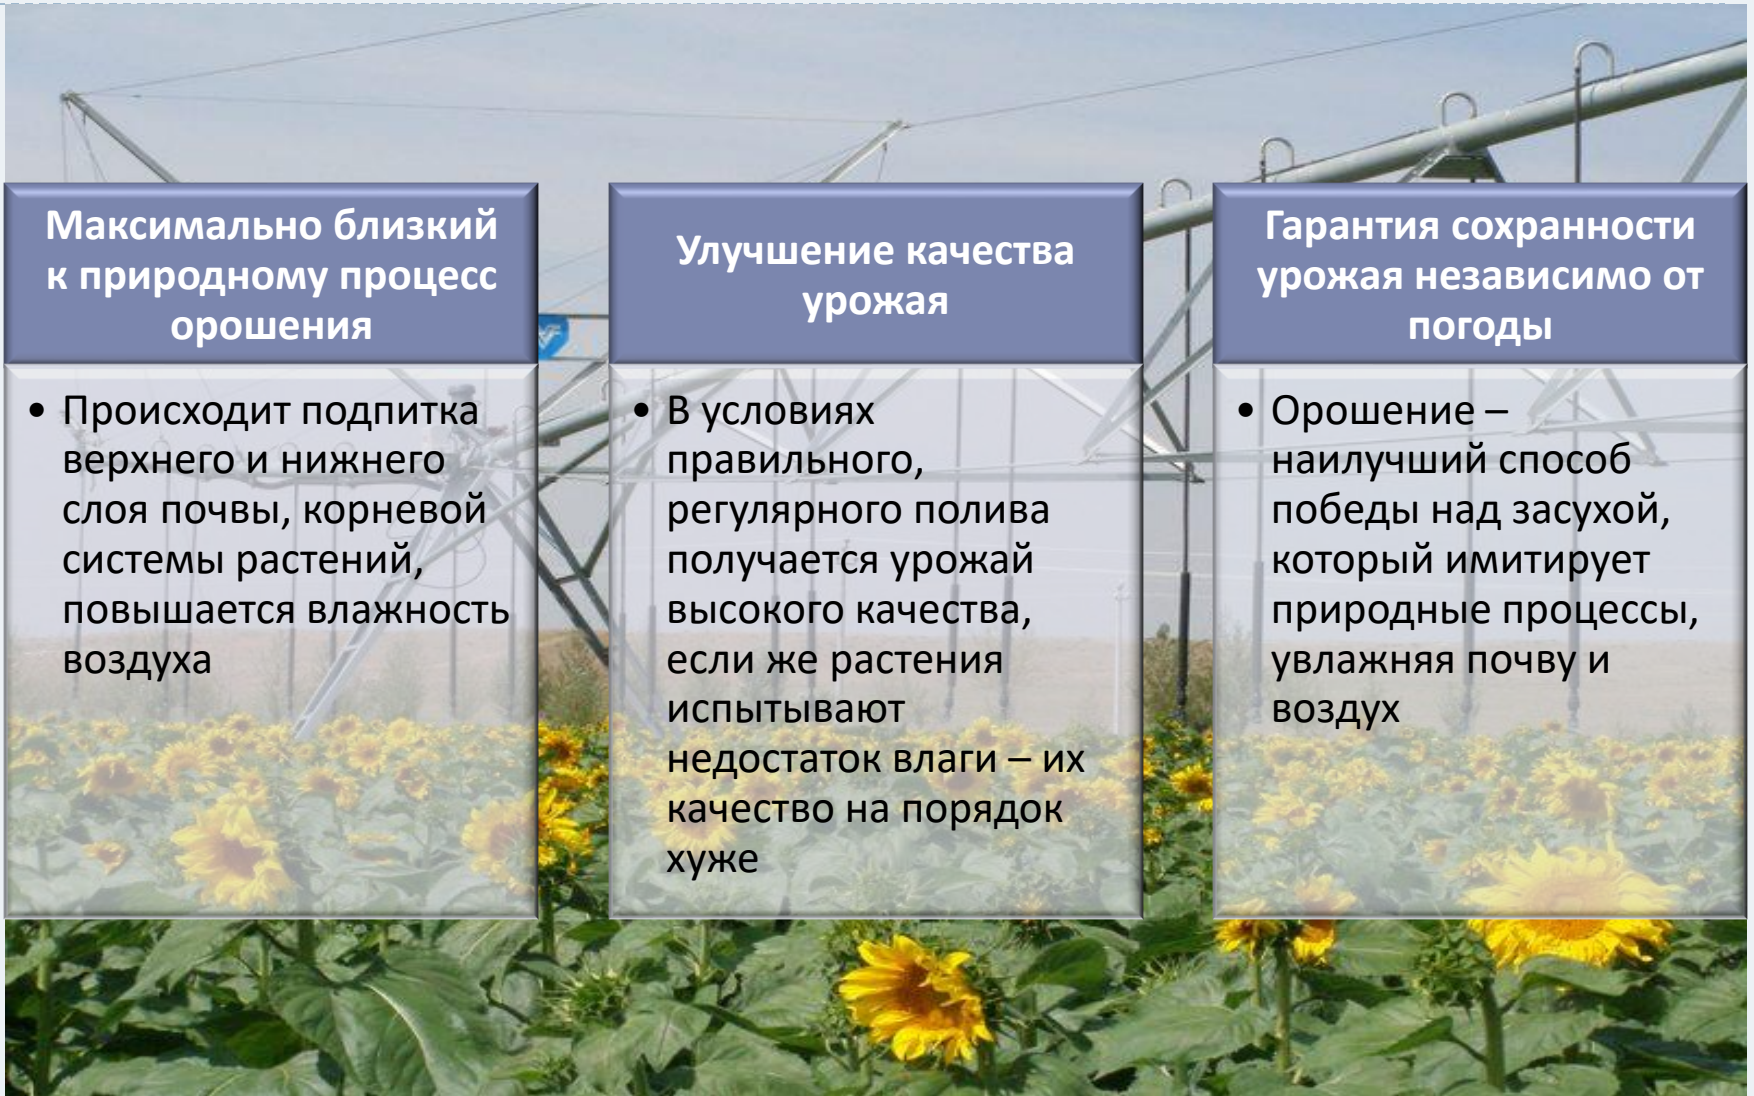 Максимально близкий
к природному процесс
орошения
• Происходит подпитка
верхнего и нижнего
слоя почвы, корневой
системы растений,
повышается влажность
воздуха
Улучшение качества
урожая
• В условиях
правильного,
регулярного полива
получается урожай
высокого качества,
если же растения
испытывают
недостаток влаги – их
качество на порядок
хуже
Гарантия сохранности
урожая независимо от
погоды
• Орошение –
наилучший способ
победы над засухой,
который имитирует
природные процессы,
увлажняя почву и
воздух